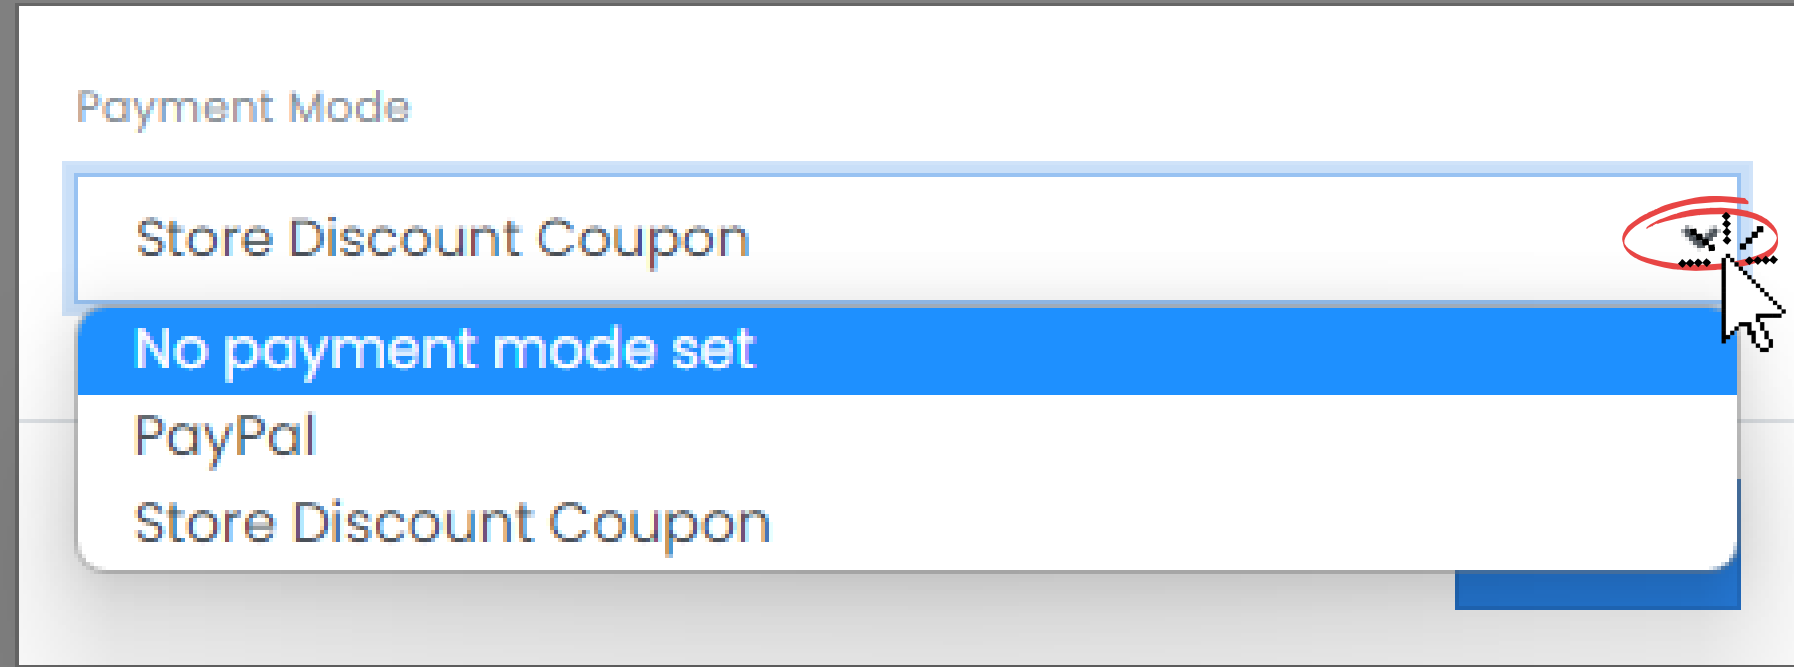 Payment Mode
Store Discount Coupon
No payment mode set
PayPal
Store Discount Coupon